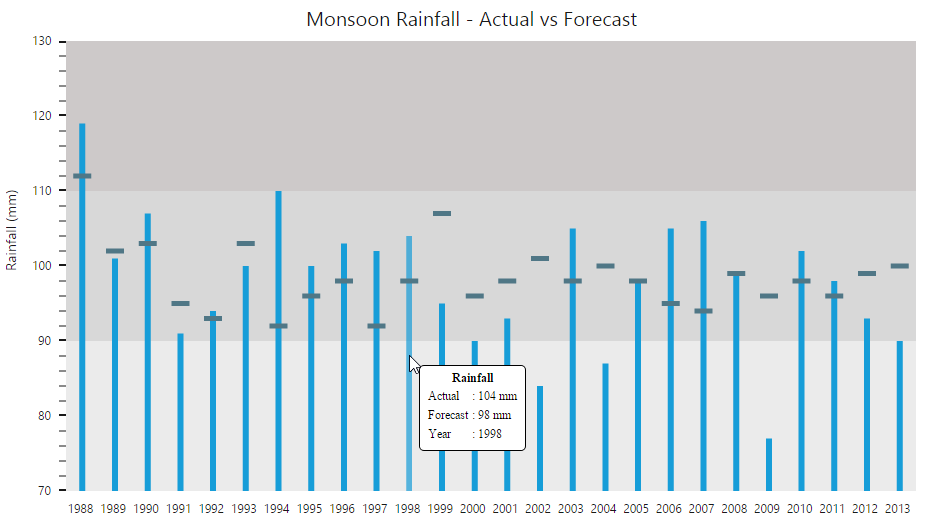 Monsoon Rainfall - Actual vs Forecast
Rainfall (mm)
130
120
110
100
90
80
70
Rainfall
Actual : 104 mm
Forecast : 98 mm
Year : 1998
1988 1989 1990 1991 1992 1993 1994 1995 1996 1997 1998 1999 2000 2001 2002 2003 2004 2005 2006 2007 2008 2009 2010 2011 2012 2013